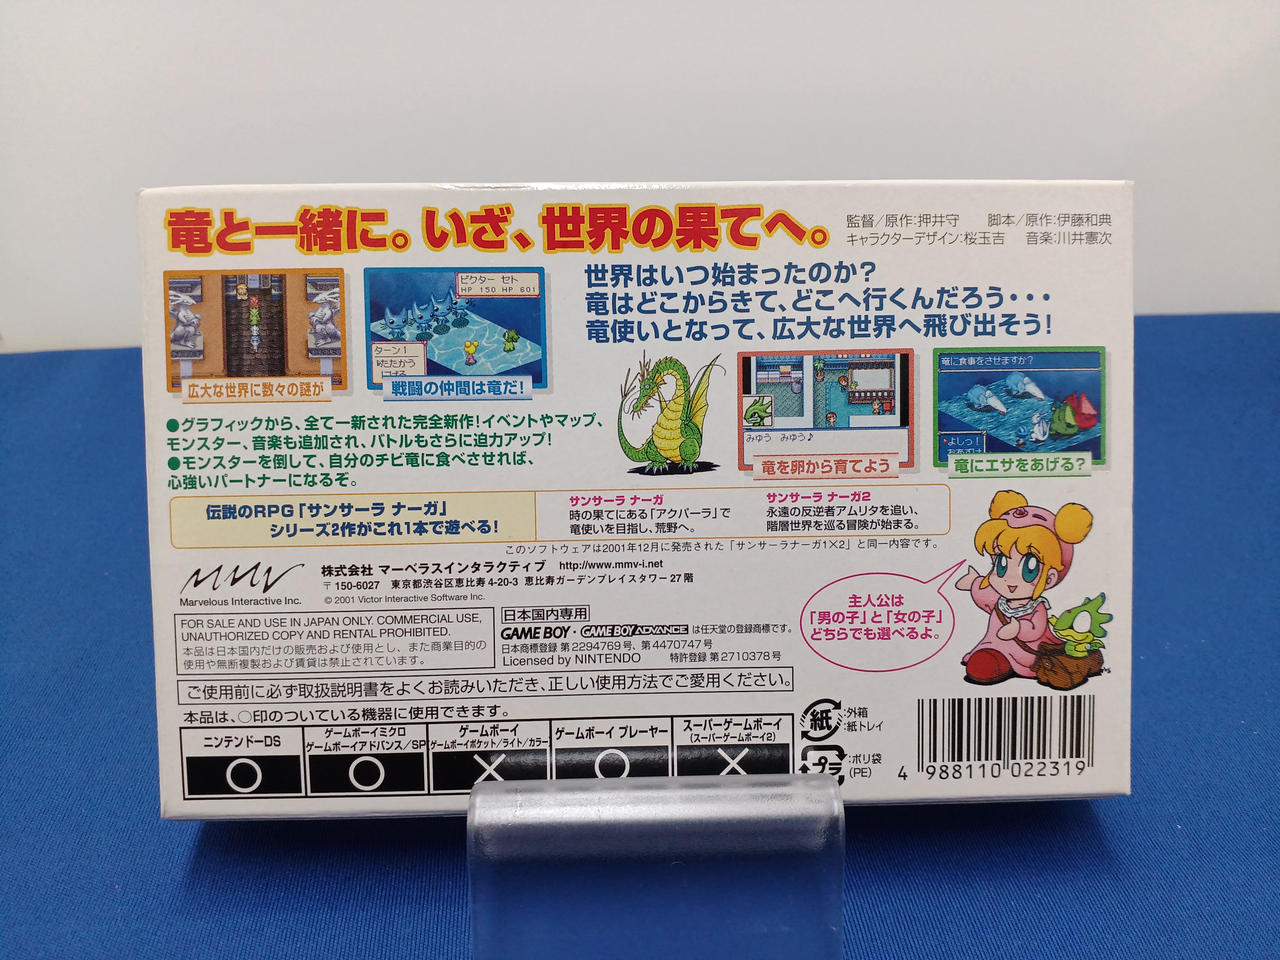 竜と一緒に。いざ、世界の果てへ。
監督/原作:押井守 脚本/原作:伊藤和典
キャラクターデザイン:桜玉吉 音楽:川井憲次
世界はいつ始まったのか?
竜はどこからきて、どこへ行くんだろう・・・
竜使いとなって、広大な世界へ飛び出そう!
ビクター セト
HP 150 HP 601
ターン1
たたかう
広大な世界に数々の謎が
戦闘の仲間は竜だ!
みゆう みゆう♪
竜を卵から育てよう
竜に食事をさせますか?
よしっ!
竜にエサをあげる?
●グラフィックから、全て一新された完全新作!イベントやマップ、
モンスター、音楽も追加され、バトルもさらに迫力アップ!
●モンスターを倒して、自分のチビ竜に食べさせれば、
心強いパートナーになるぞ。
伝説のRPG「サンサーラ ナーガ」
シリーズ2作がこれ1本で遊べる!
サンサーラ ナーガ
時の果てにある「アクバーラ」で
竜使いを目指し、荒野へ。
サンサーラ ナーガ2
永遠の反逆者アムリタを追い、
階層世界を巡る冒険が始まる。
このソフトウェアは2001年12月に発売された「サンサーラナーガ1×2」と同一内容です。
MMV
Marvelous Interactive Inc.
株式会社 マーベラスインタラクティブ http://www.mmv-i.net
〒150-6027 東京都渋谷区恵比寿4-20-3 恵比寿ガーデンプレイスタワー27階
© 2001 Victor Interactive Software Inc.
FOR SALE AND USE IN JAPAN ONLY. COMMERCIAL USE,
UNAUTHORIZED COPY AND RENTAL PROHIBITED.
本品は日本国内だけの販売および使用とし、また商業目的の
使用や無断複製および賃貸は禁止されています。
日本国内専用
GAME BOY・GAME BOY ADVANCE は任天堂の登録商標です。
日本商標登録 第2294769号、第4470747号
Licensed by NINTENDO 特許登録 第2710378号
主人公は
「男の子」と「女の子」
どちらでも選べるよ。
ご使用前に必ず取扱説明書をよくお読みいただき、正しい使用方法でご愛用ください。
本品は、○印のついている機器に使用できます。
ニンテンドーDS
ゲームボーイミクロ
ゲームボーイアドバンス/SP
ゲームボーイ
ゲームボーイポケット/ライト/カラー
ゲームボーイ プレーヤー
スーパーゲームボーイ
(スーパーゲームボーイ2)
○ ○ × ○ ×
紙 :外箱
:紙トレイ
プラ :ポリ袋
(PE)
4 988110 022319